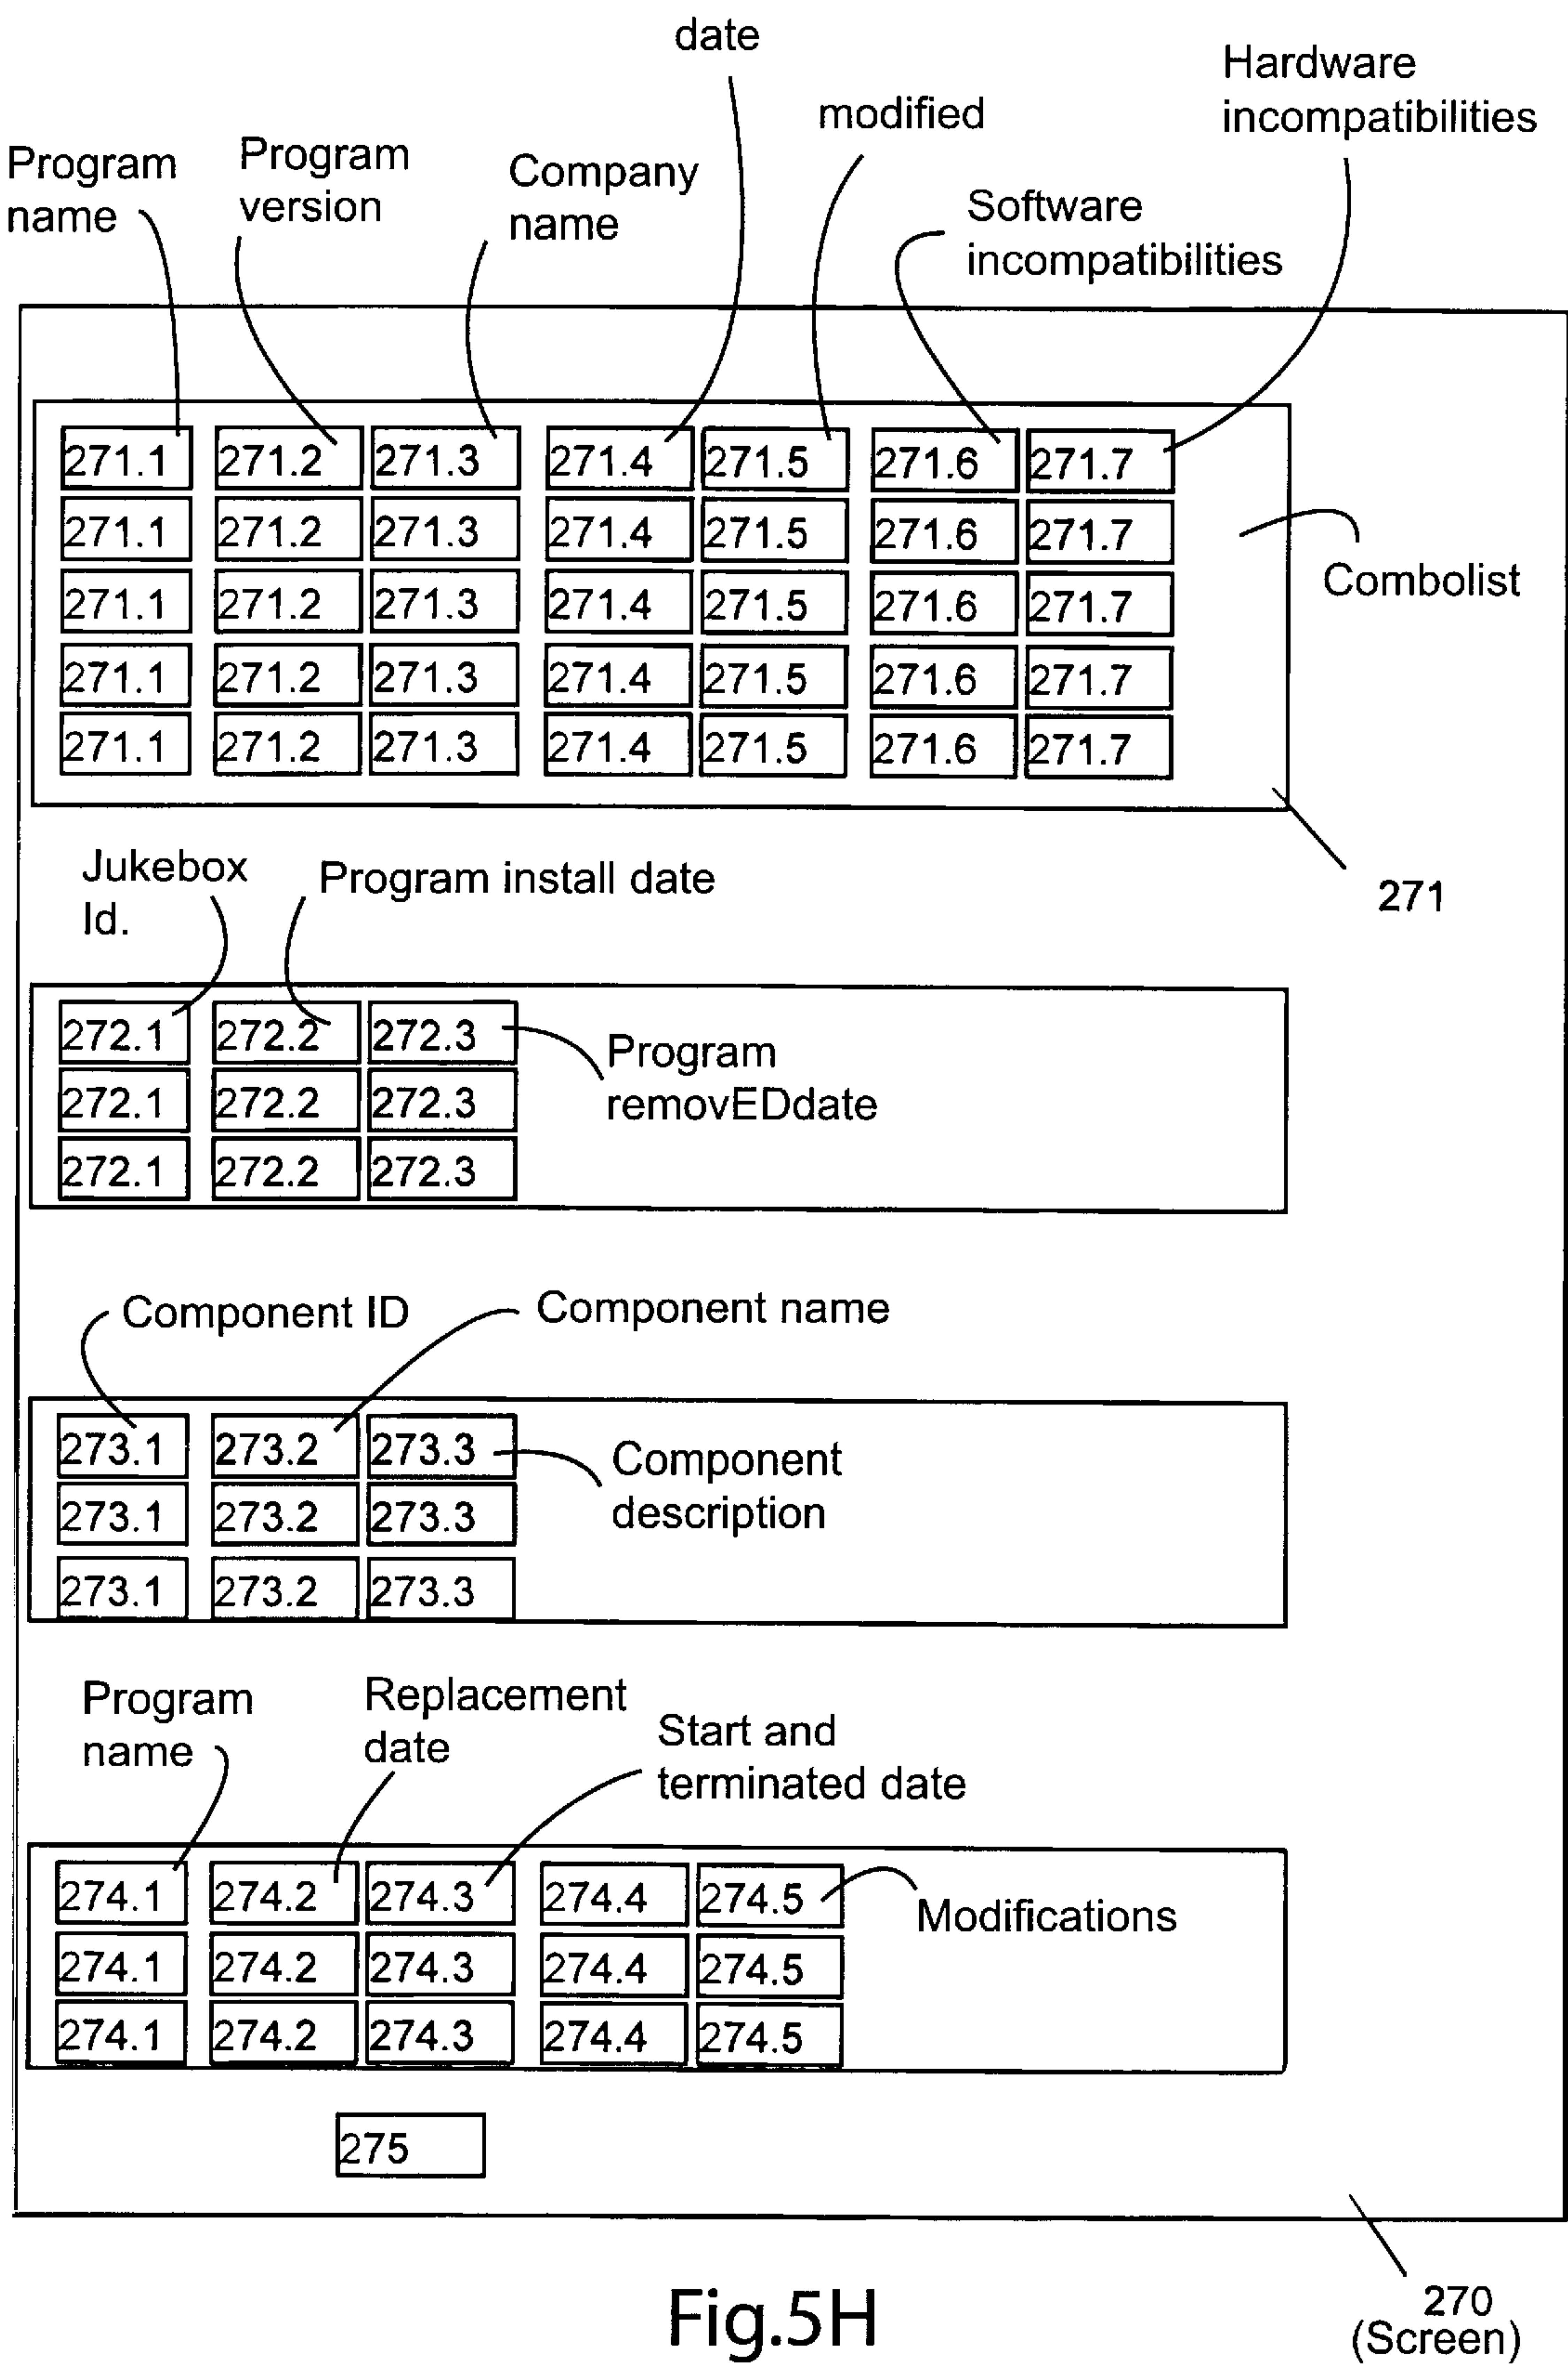 date
Hardware
incompatibilities
modified
Program
name
Program
version
Company
name
Software
incompatibilities
271.1 271.2 271.3 271.4 271.5 271.6 271.7
271.1 271.2 271.3 271.4 271.5 271.6 271.7
271.1 271.2 271.3 271.4 271.5 271.6 271.7
271.1 271.2 271.3 271.4 271.5 271.6 271.7
271.1 271.2 271.3 271.4 271.5 271.6 271.7
Combolist
271
Jukebox
Id.
Program install date
272.1 272.2 272.3
272.1 272.2 272.3
272.1 272.2 272.3
Program
removEDdate
Component ID
Component name
273.1 273.2 273.3
273.1 273.2 273.3
273.1 273.2 273.3
Component
description
Program
name
Replacement
date
Start and
terminated date
274.1 274.2 274.3 274.4 274.5
274.1 274.2 274.3 274.4 274.5
274.1 274.2 274.3 274.4 274.5
Modifications
275
270
(Screen)
Fig.5H